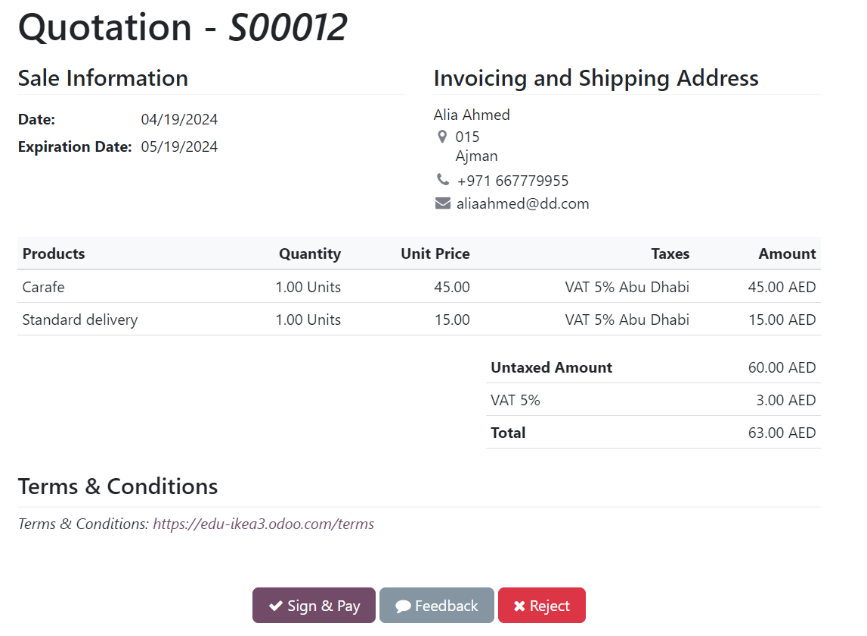 Quotation - S00012
Sale Information
Date: 04/19/2024
Expiration Date: 05/19/2024
Invoicing and Shipping Address
Alia Ahmed
015
Ajman
+971 667779955
aliaahmed@dd.com
Products Quantity Unit Price Taxes Amount
Carafe 1.00 Units 45.00 VAT 5% Abu Dhabi 45.00 AED
Standard delivery 1.00 Units 15.00 VAT 5% Abu Dhabi 15.00 AED
Untaxed Amount 60.00 AED
VAT 5% 3.00 AED
Total 63.00 AED
Terms & Conditions
Terms & Conditions: https://edu-ikea3.odoo.com/terms
Sign & Pay Feedback Reject